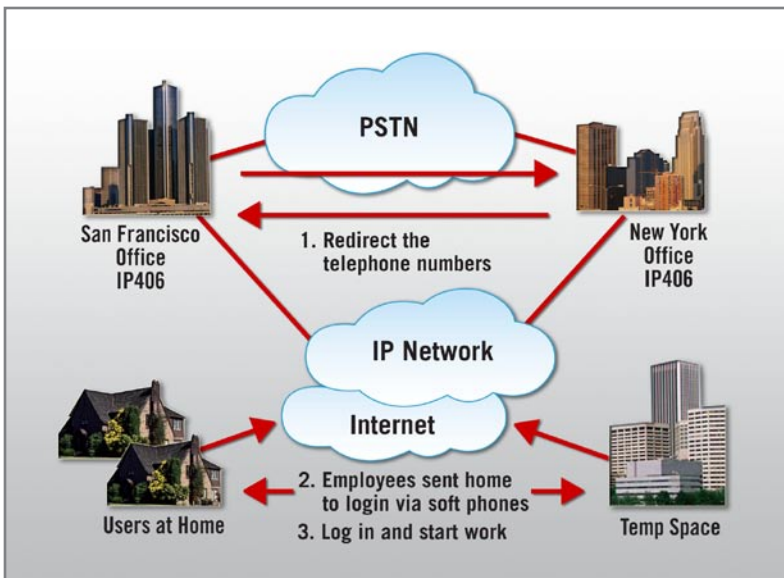 PSTN
San Francisco
Office
IP406
1. Redirect the
telephone numbers
New York
Office
IP406
IP Network
Internet
2. Employees sent home
to login via soft phones
3. Log in and start work
Users at Home
Temp Space